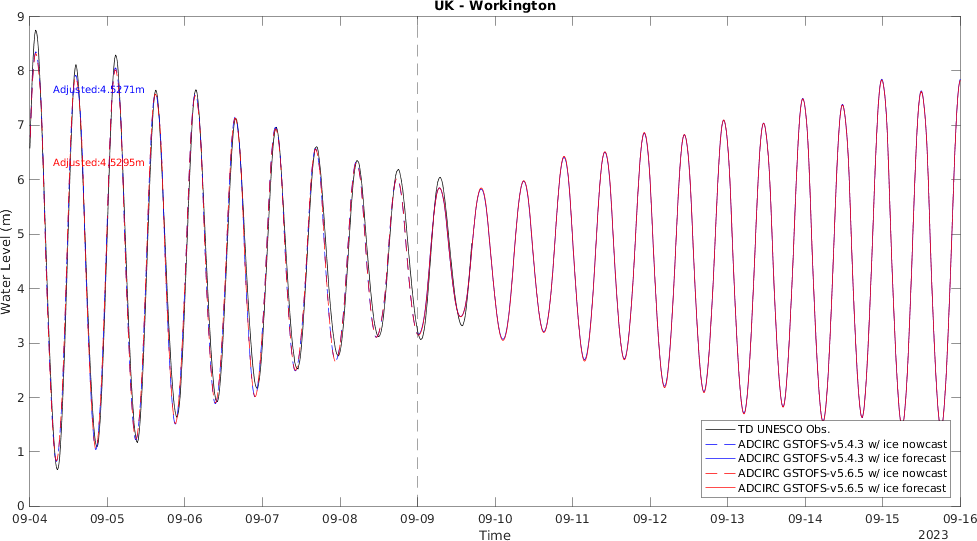 UK - Workington
9
8
7
6
5
4
3
2
1
0
Water Level (m)
Adjusted:4.5271m
Adjusted:4.5295m
TD UNESCO Obs.
ADCIRC GSTOFS-v5.4.3 w/ ice nowcast
ADCIRC GSTOFS-v5.4.3 w/ ice forecast
ADCIRC GSTOFS-v5.6.5 w/ ice nowcast
ADCIRC GSTOFS-v5.6.5 w/ ice forecast
09-04 09-05 09-06 09-07 09-08 09-09 09-10 09-11 09-12 09-13 09-14 09-15 09-16
Time
2023